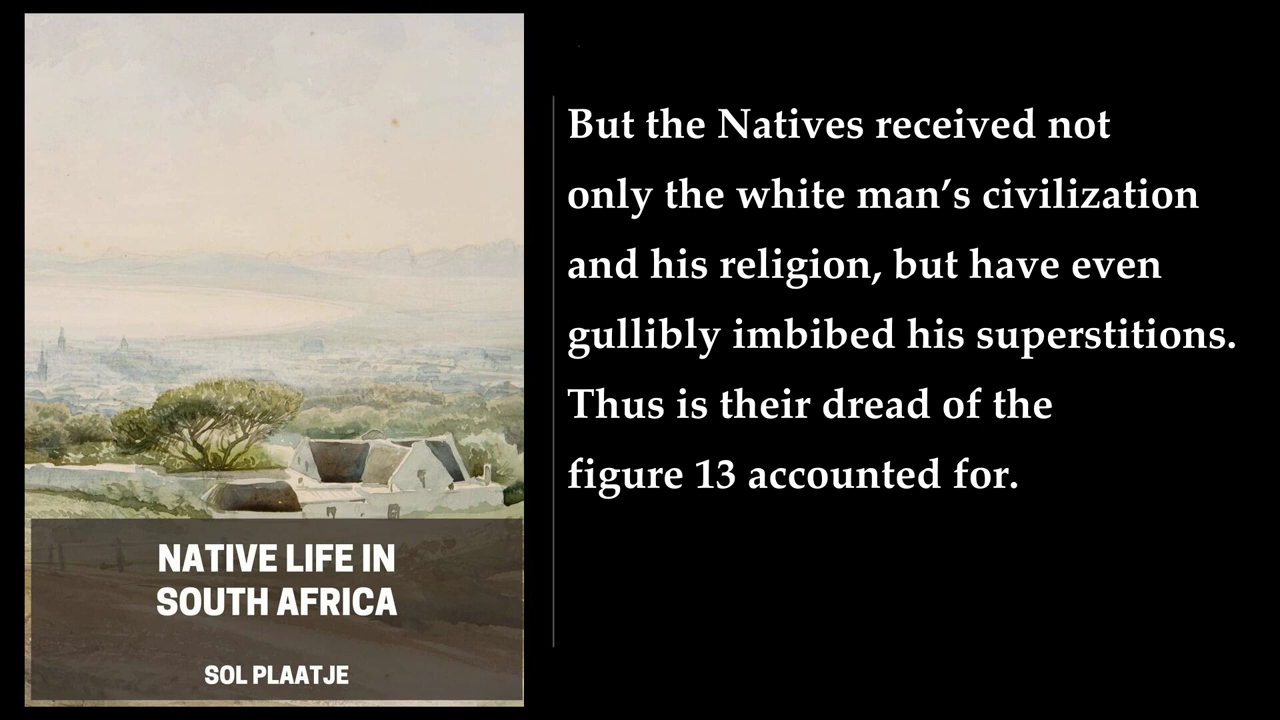 But the Natives received not
only the white man’s civilization
and his religion, but have even
gullibly imbibed his superstitions.
Thus is their dread of the
figure 13 accounted for.
NATIVE LIFE IN
SOUTH AFRICA
SOL PLAATJE